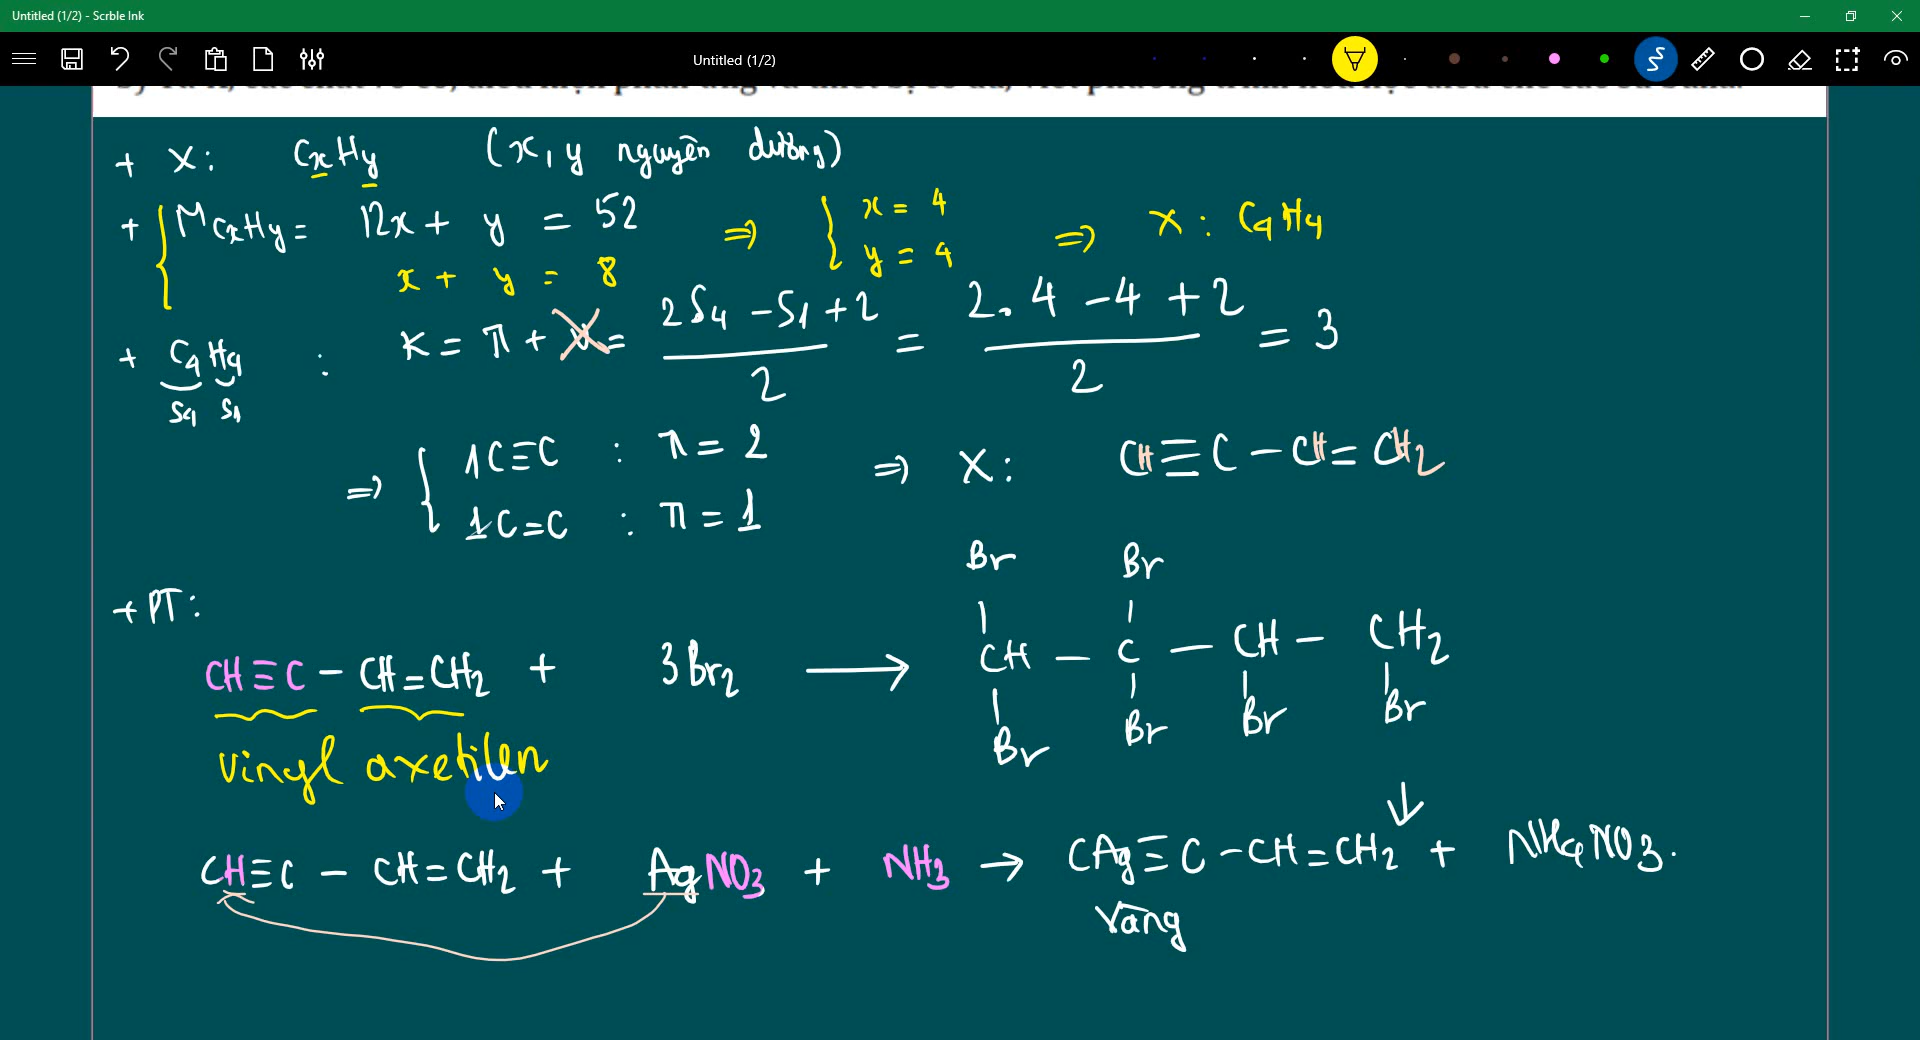 Untitled (1/2) - Scrble Ink
Untitled (1/2)
+ X: CxHy (x, y nguyên dương)
+ { M CxHy = 12x + y = 52
x + y = 8
⇒ { x = 4
y = 4
⇒ X: C4H4
+ C4H4 : K = π + v = (2S4 - S1 + 2)/2 = (2.4 - 4 + 2)/2 = 3
S4 S1
⇒ { 1C≡C : π = 2
1C=C : π = 1
⇒ X: CH≡C-CH=CH2
+ PT:
Br Br
CH≡C-CH=CH2 + 3Br2 → CH-C-CH-CH2
Br Br Br Br
vinyl axetilen
CH≡C-CH=CH2 + AgNO3 + NH3 → CAg≡C-CH=CH2↓ + NH4NO3.
Vàng